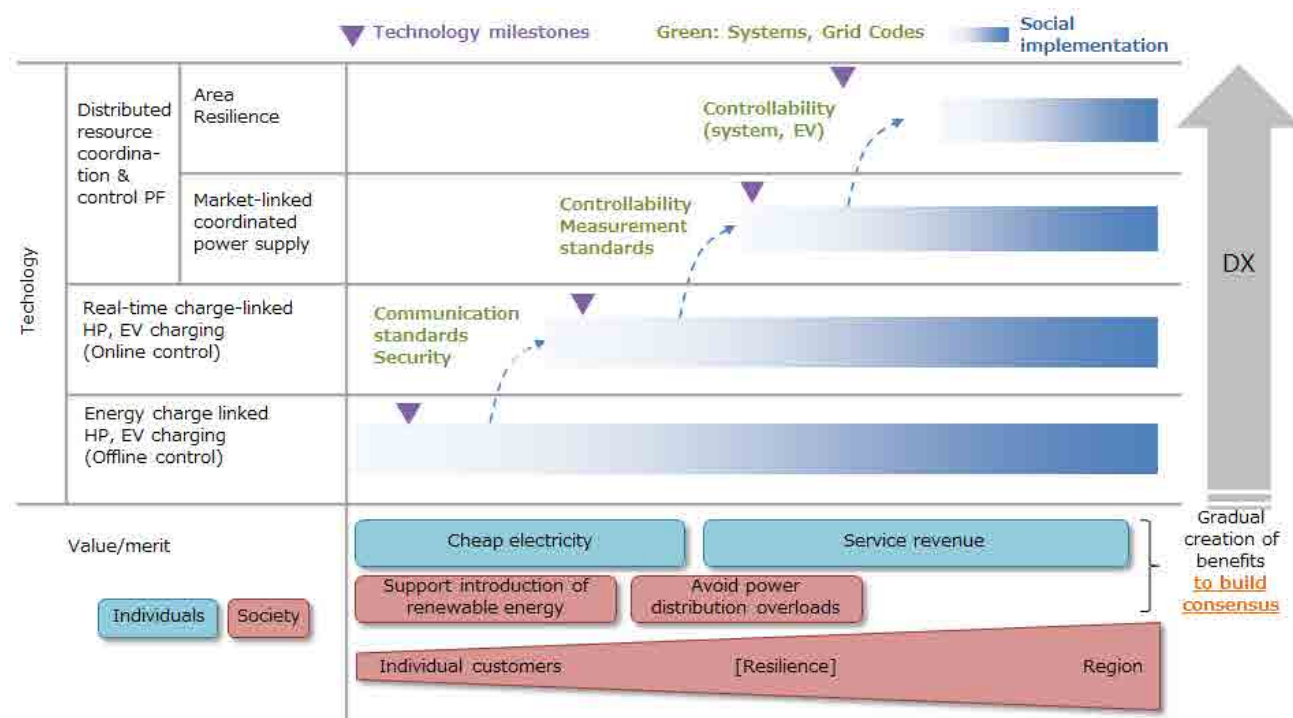 Technology milestones
Green: Systems, Grid Codes
Social
implementation
Techology
Distributed
resource
coordina-
tion &
control PF
Area
Resilience
Controllability
(system, EV)
Market-linked
coordinated
power supply
Controllability
Measurement
standards
Real-time charge-linked
HP, EV charging
(Online control)
Communication
standards
Security
Energy charge linked
HP, EV charging
(Offline control)
DX
Value/merit
Individuals
Society
Cheap electricity
Service revenue
Support introduction of
renewable energy
Avoid power
distribution overloads
Individual customers
[Resilience]
Region
Gradual
creation of
benefits
to build
consensus